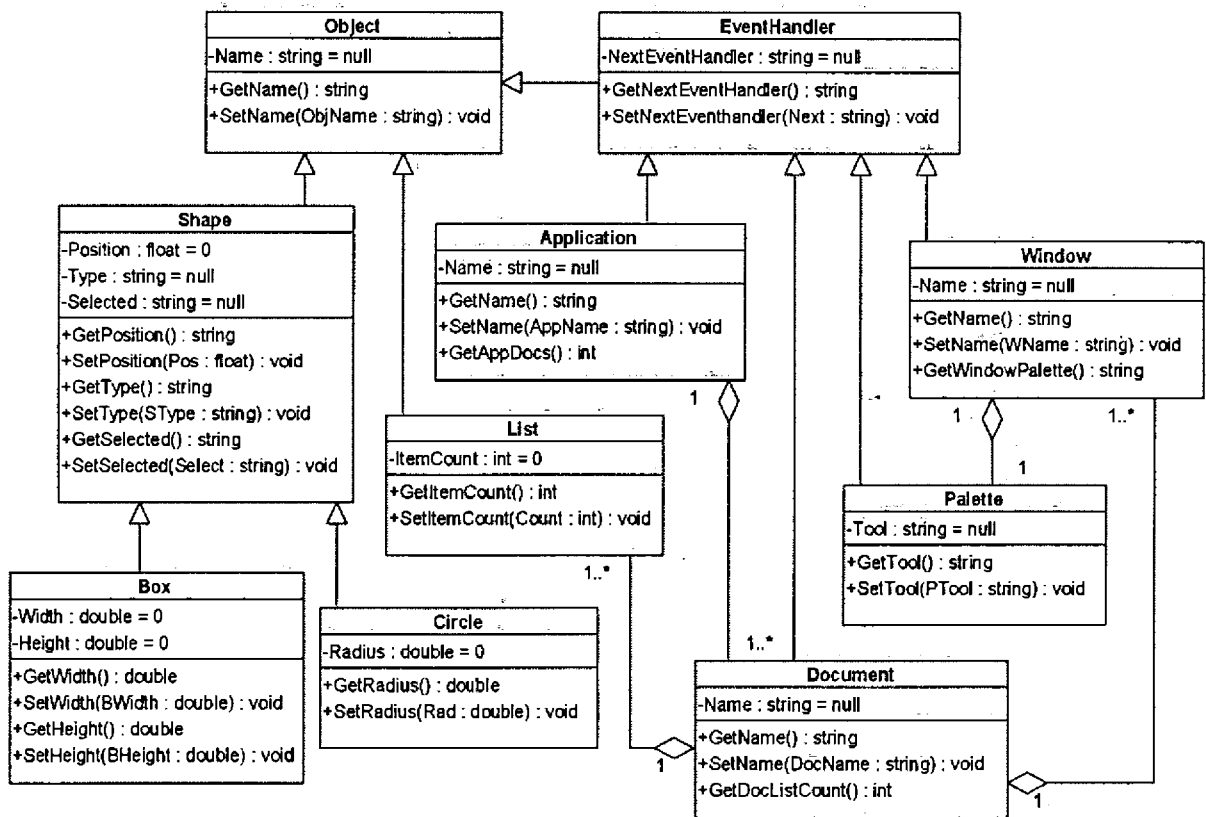 Object
-Name : string = null
+GetName() : string
+SetName(ObjName : string) : void
EventHandler
-NextEventHandler : string = null
+GetNextEventHandler() : string
+SetNextEventhandler(Next : string) : void
Shape
-Position : float = 0
-Type : string = null
-Selected : string = null
+GetPosition() : string
+SetPosition(Pos : float) : void
+GetType() : string
+SetType(SType : string) : void
+GetSelected() : string
+SetSelected(Select : string) : void
Application
-Name : string = null
+GetName() : string
+SetName(AppName : string) : void
+GetAppDocs() : int
1
Window
-Name : string = null
+GetName() : string
+SetName(WName : string) : void
+GetWindowPalette() : string
1
1..*
List
-ItemCount : int = 0
+GetItemCount() : int
+SetItemCount(Count : int) : void
1..*
1
Palette
-Tool : string = null
+GetTool() : string
+SetTool(PTool : string) : void
Box
-Width : double = 0
-Height : double = 0
+GetWidth() : double
+SetWidth(BWidth : double) : void
+GetHeight() : double
+SetHeight(BHeight : double) : void
Circle
-Radius : double = 0
+GetRadius() : double
+SetRadius(Rad : double) : void
1..*
Document
-Name : string = null
+GetName() : string
+SetName(DocName : string) : void
+GetDocListCount() : int
1
1